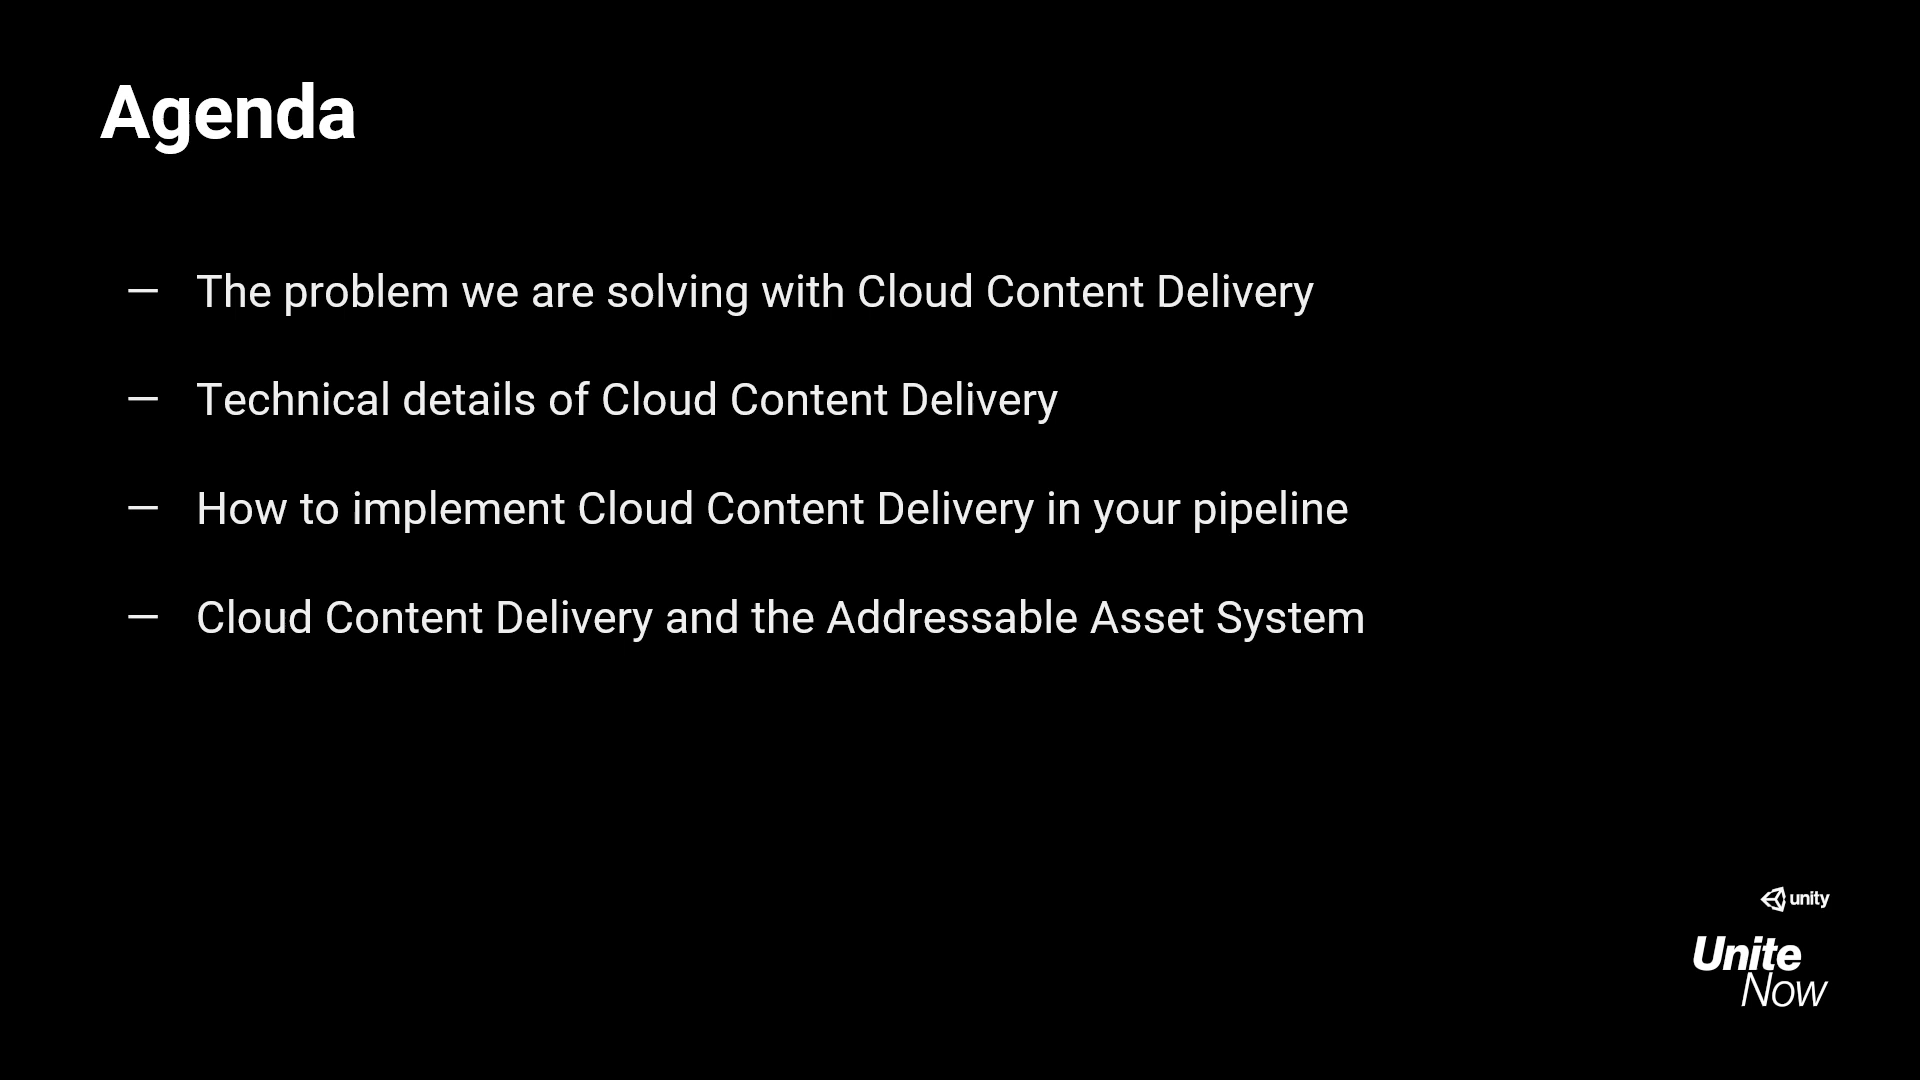 Agenda
— The problem we are solving with Cloud Content Delivery
— Technical details of Cloud Content Delivery
— How to implement Cloud Content Delivery in your pipeline
— Cloud Content Delivery and the Addressable Asset System
unity
Unite
Now